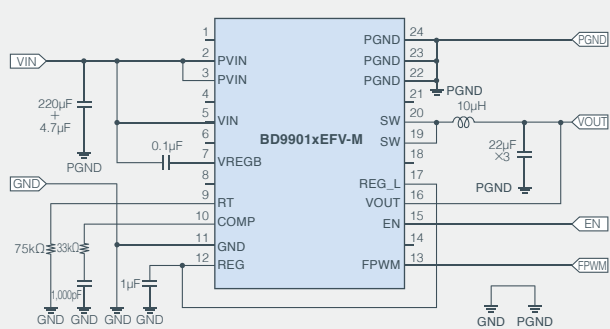 1
24
PGND
PGND
VIN
2
PVIN
PGND
23
3
PVIN
PGND
22
PGND
4
21
10μH
220μF
+
4.7μF
5
VIN
SW
20
VOUT
0.1μF
6
BD9901xEFV-M
SW
19
22μF
×3
PGND
7
VREGB
18
GND
8
REG_L
17
PGND
9
RT
VOUT
16
10
COMP
EN
15
EN
75kΩ
33kΩ
11
GND
14
12
REG
FPWM
13
FPWM
1,000pF
1μF
GND
GND
GND
GND
GND
PGND